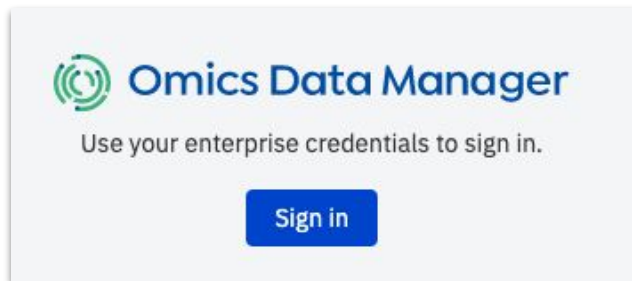 Omics Data Manager
Use your enterprise credentials to sign in.
Sign in